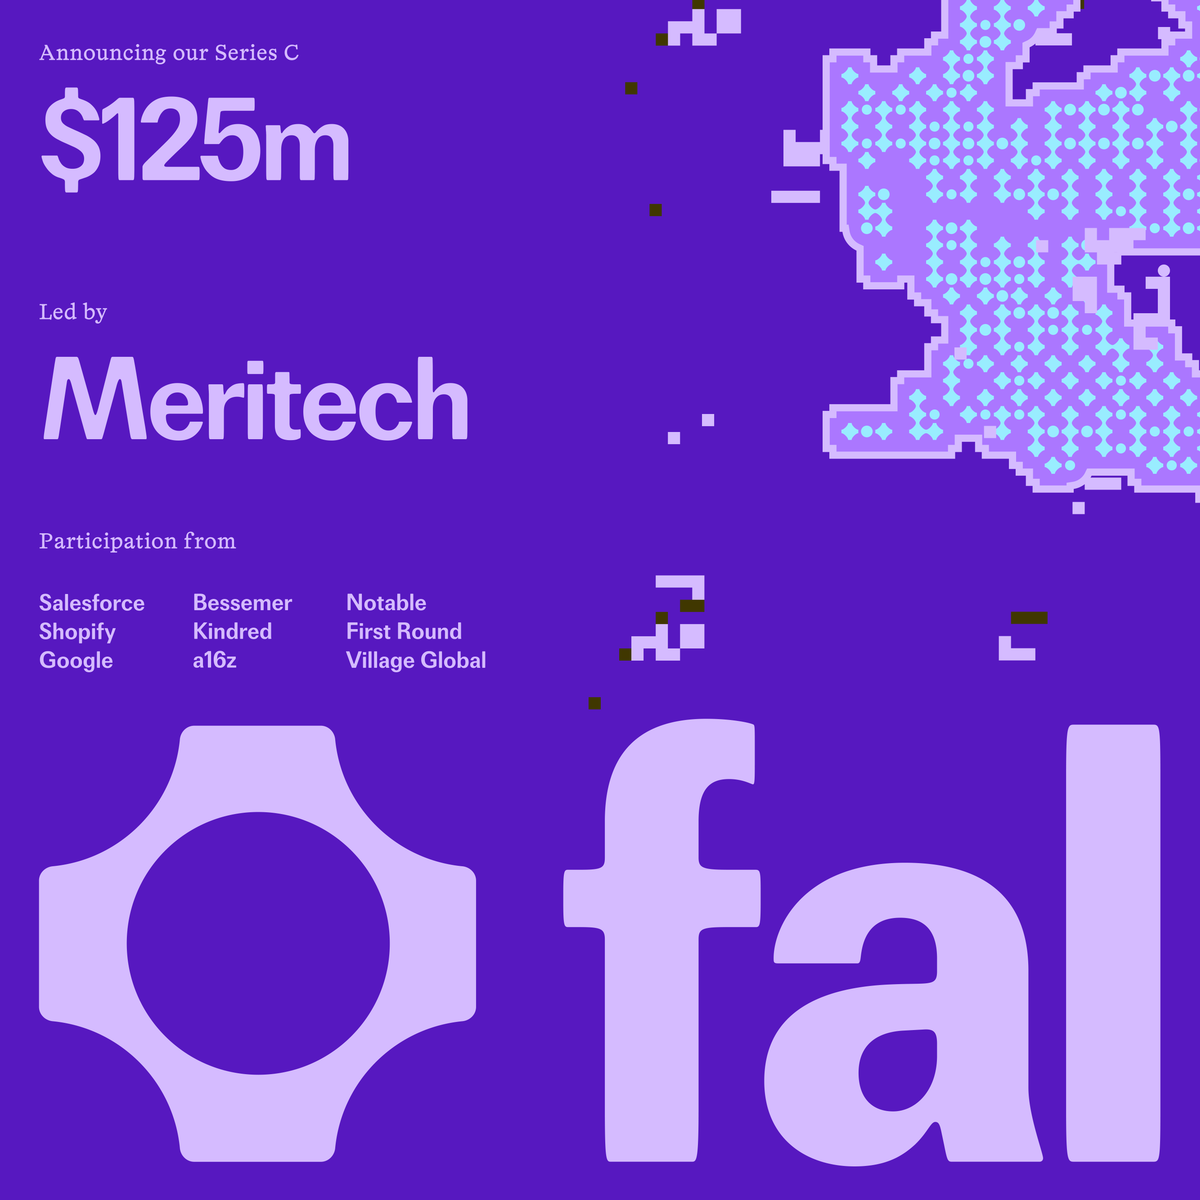 Announcing our Series C
$125m
Led by
Meritech
Participation from
Salesforce
Shopify
Google
Bessemer
Kindred
a16z
Notable
First Round
Village Global
fal